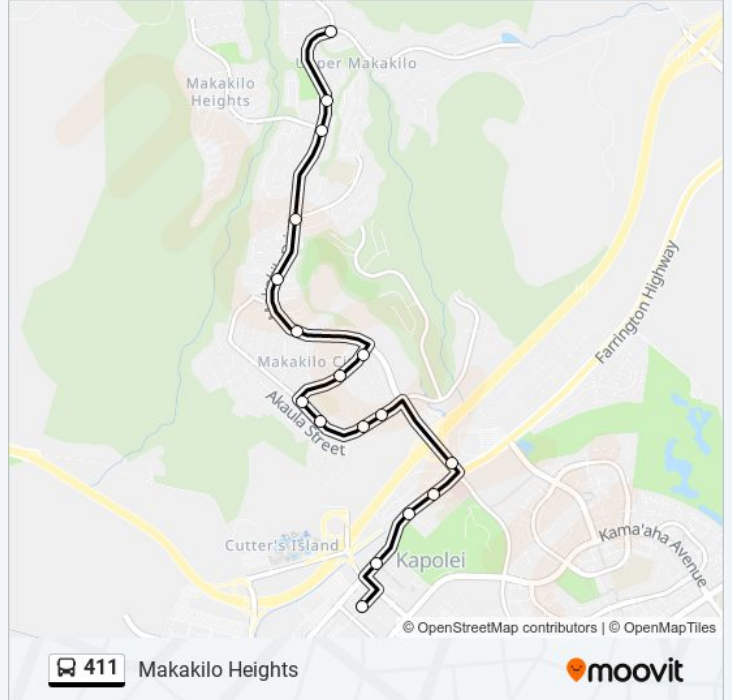 Upper Makakilo
Makakilo
Heights
H1
Farrington Highway
Makakilo
Akaula Street
Cutter's Island
Kapolei
Kama'aha Avenue
© OpenStreetMap contributors | © OpenMapTiles
411 Makakilo Heights
moovit